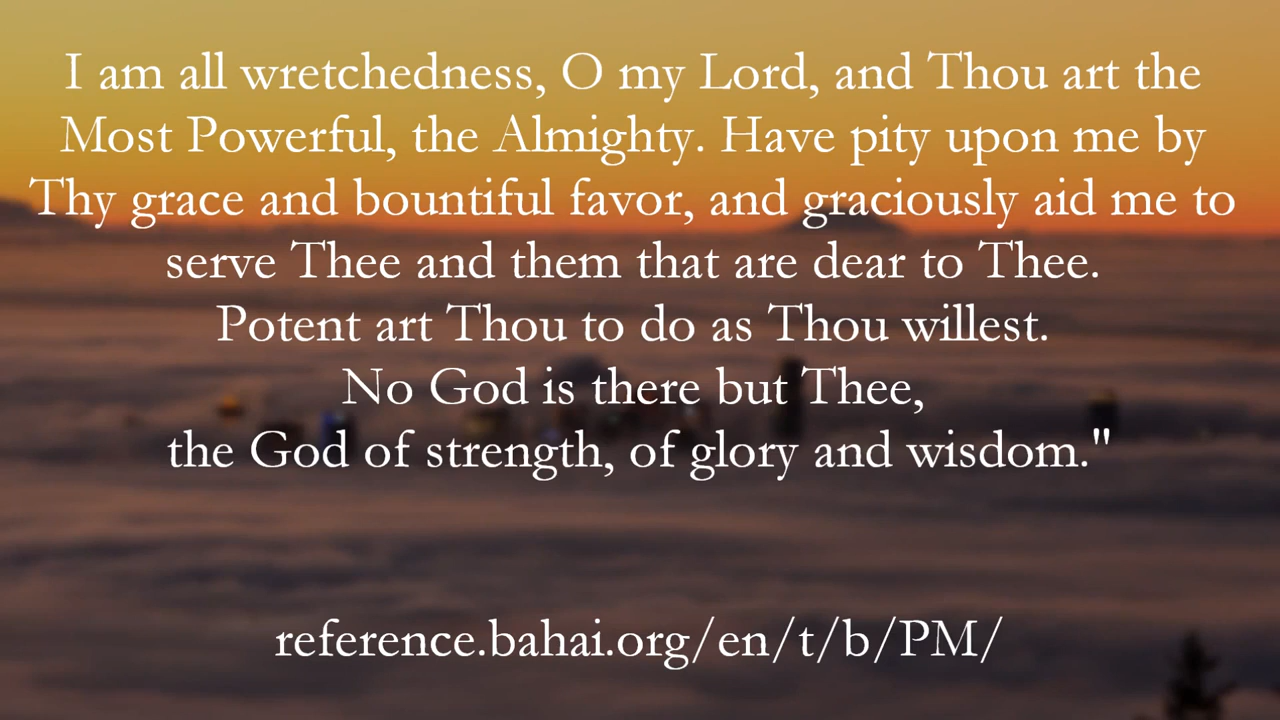 I am all wretchedness, O my Lord, and Thou art the
Most Powerful, the Almighty. Have pity upon me by
Thy grace and bountiful favor, and graciously aid me to
serve Thee and them that are dear to Thee.
Potent art Thou to do as Thou willest.
No God is there but Thee,
the God of strength, of glory and wisdom."
reference.bahai.org/en/t/b/PM/